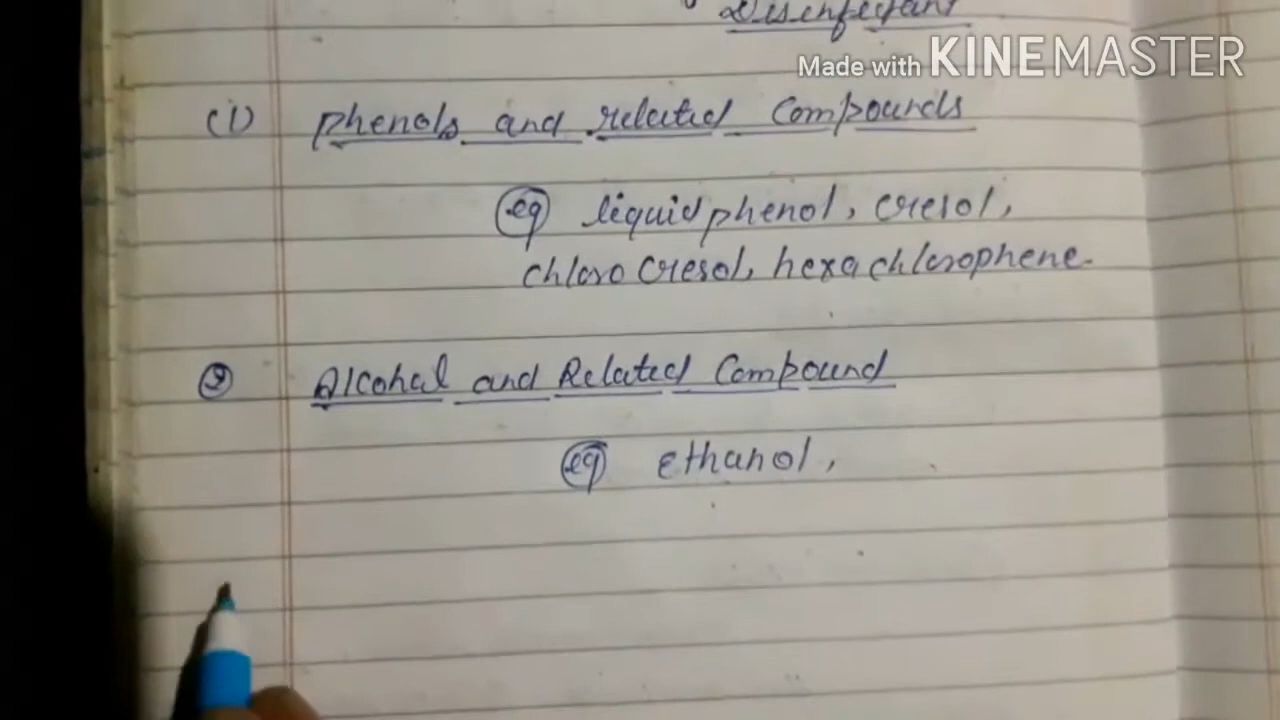 Disinfectant
Made with KINEMASTER
(1) Phenols and related Compounds
eg liquid phenol, cresol,
chloro cresol, hexachlorophene.
2 Alcohal and Related Compound
eg ethanol,